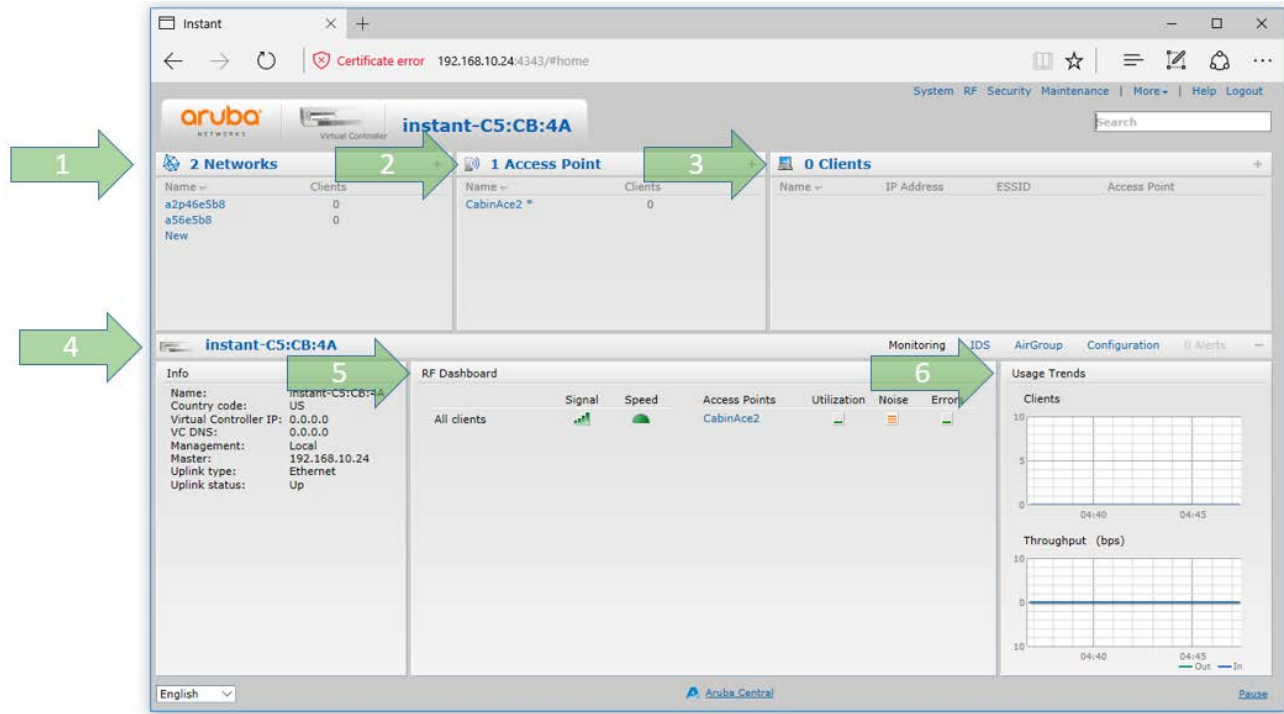 Instant
Certificate error 192.168.10.24:4343/#home
System RF Security Maintenance | More | Help Logout
aruba
NETWORKS
Virtual Controller
instant-C5:CB:4A
Search
1
2 Networks
2
1 Access Point
3
0 Clients
Name Clients
a2p46e5b8 0
a56e5b8 0
New
Name Clients
CabinAce2 * 0
Name IP Address ESSID Access Point
4
instant-C5:CB:4A
Monitoring IDS AirGroup Configuration 0 Alerts
Info
5
Name: instant-C5:CB:4A
Country code: US
Virtual Controller IP: 0.0.0.0
VC DNS: 0.0.0.0
Management: Local
Master: 192.168.10.24
Uplink type: Ethernet
Uplink status: Up
RF Dashboard
6
Signal Speed Access Points Utilization Noise Errors
All clients CabinAce2
Usage Trends
Clients
10
5
0
04:40 04:45
Throughput (bps)
10
0
10
04:40 04:45
Out In
English
Aruba Central
Pause